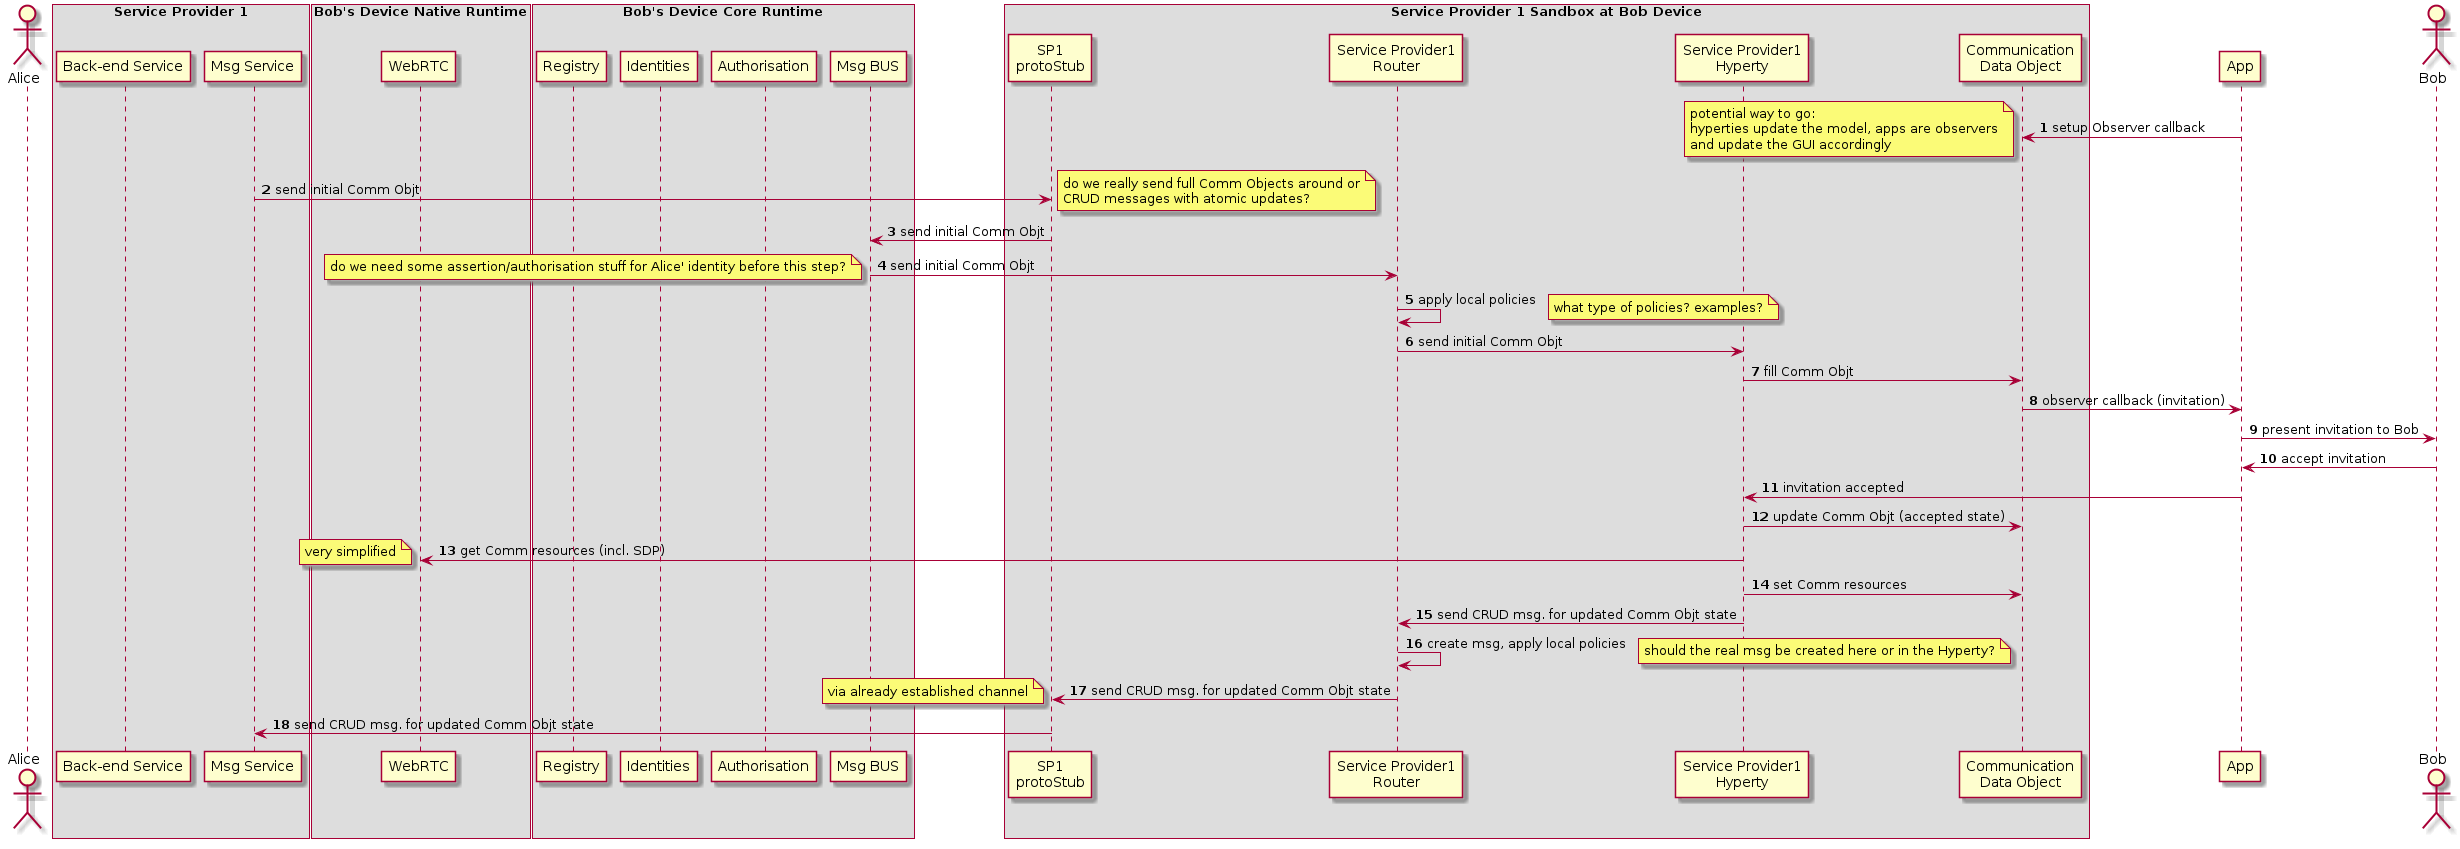 Service Provider 1
Bob's Device Native Runtime
Bob's Device Core Runtime
Service Provider 1 Sandbox at Bob Device
Alice
Back-end Service
Msg Service
WebRTC
Registry
Identities
Authorisation
Msg BUS
SP1
protoStub
Service Provider1
Router
Service Provider1
Hyperty
Communication
Data Object
App
Bob
potential way to go:
hyperties update the model, apps are observers
and update the GUI accordingly
1 setup Observer callback
2 send initial Comm Objt
do we really send full Comm Objects around or
CRUD messages with atomic updates?
3 send initial Comm Objt
do we need some assertion/authorisation stuff for Alice' identity before this step?
4 send initial Comm Objt
5 apply local policies
what type of policies? examples?
6 send initial Comm Objt
7 fill Comm Objt
8 observer callback (invitation)
9 present invitation to Bob
10 accept invitation
11 invitation accepted
12 update Comm Objt (accepted state)
very simplified
13 get Comm resources (incl. SDP)
14 set Comm resources
15 send CRUD msg. for updated Comm Objt state
16 create msg, apply local policies
should the real msg be created here or in the Hyperty?
via already established channel
17 send CRUD msg. for updated Comm Objt state
18 send CRUD msg. for updated Comm Objt state
Alice
Back-end Service
Msg Service
WebRTC
Registry
Identities
Authorisation
Msg BUS
SP1
protoStub
Service Provider1
Router
Service Provider1
Hyperty
Communication
Data Object
App
Bob